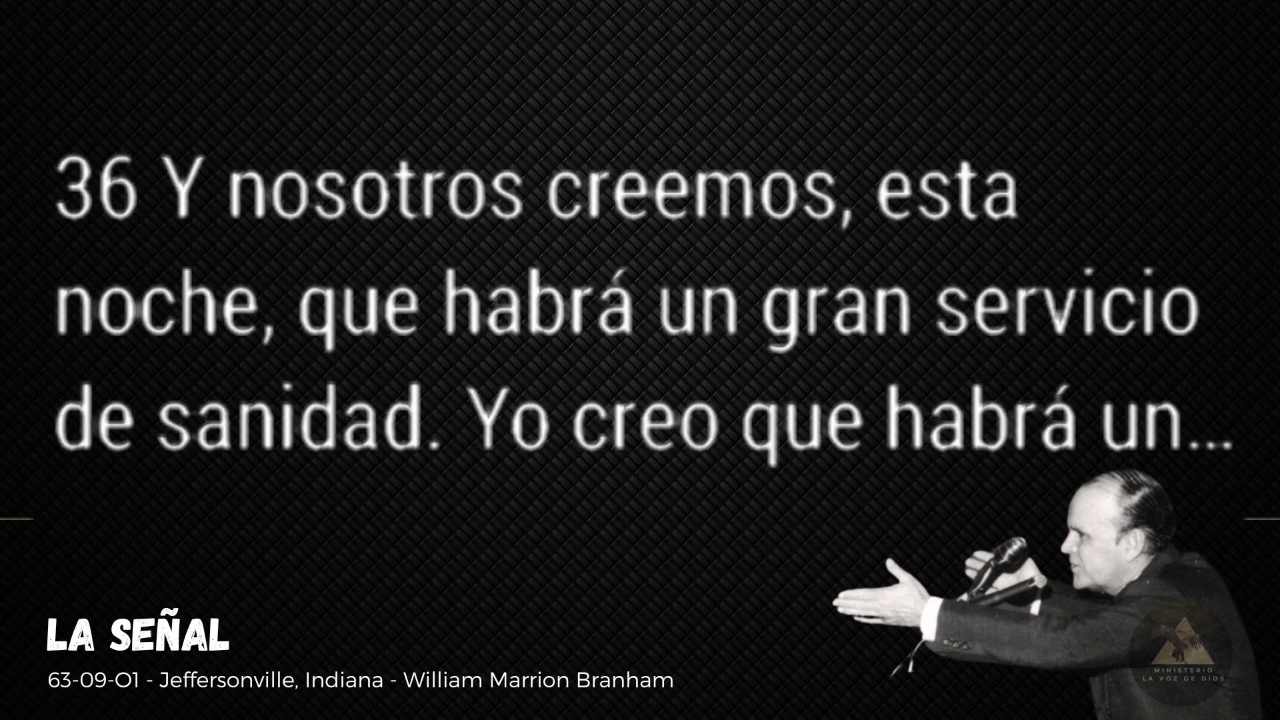 36 Y nosotros creemos, esta
noche, que habrá un gran servicio
de sanidad. Yo creo que habrá un...
LA SEÑAL
63-09-O1 - Jeffersonville, Indiana - William Marrion Branham
MINISTERIO
LA VOZ DE DIOS